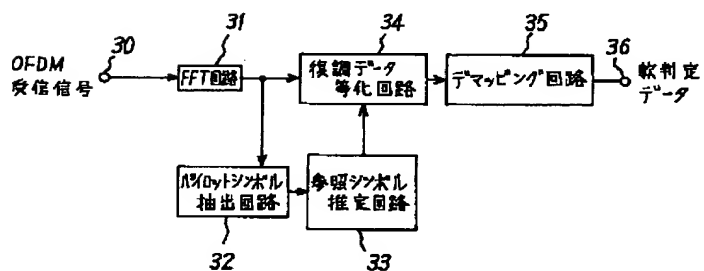 31
34
35
30
36
OFDM
受信信号
FFT回路
復調データ
等化回路
デマッピング回路
軟判定
データ
パイロットシンボル
抽出回路
参照シンボル
推定回路
32
33